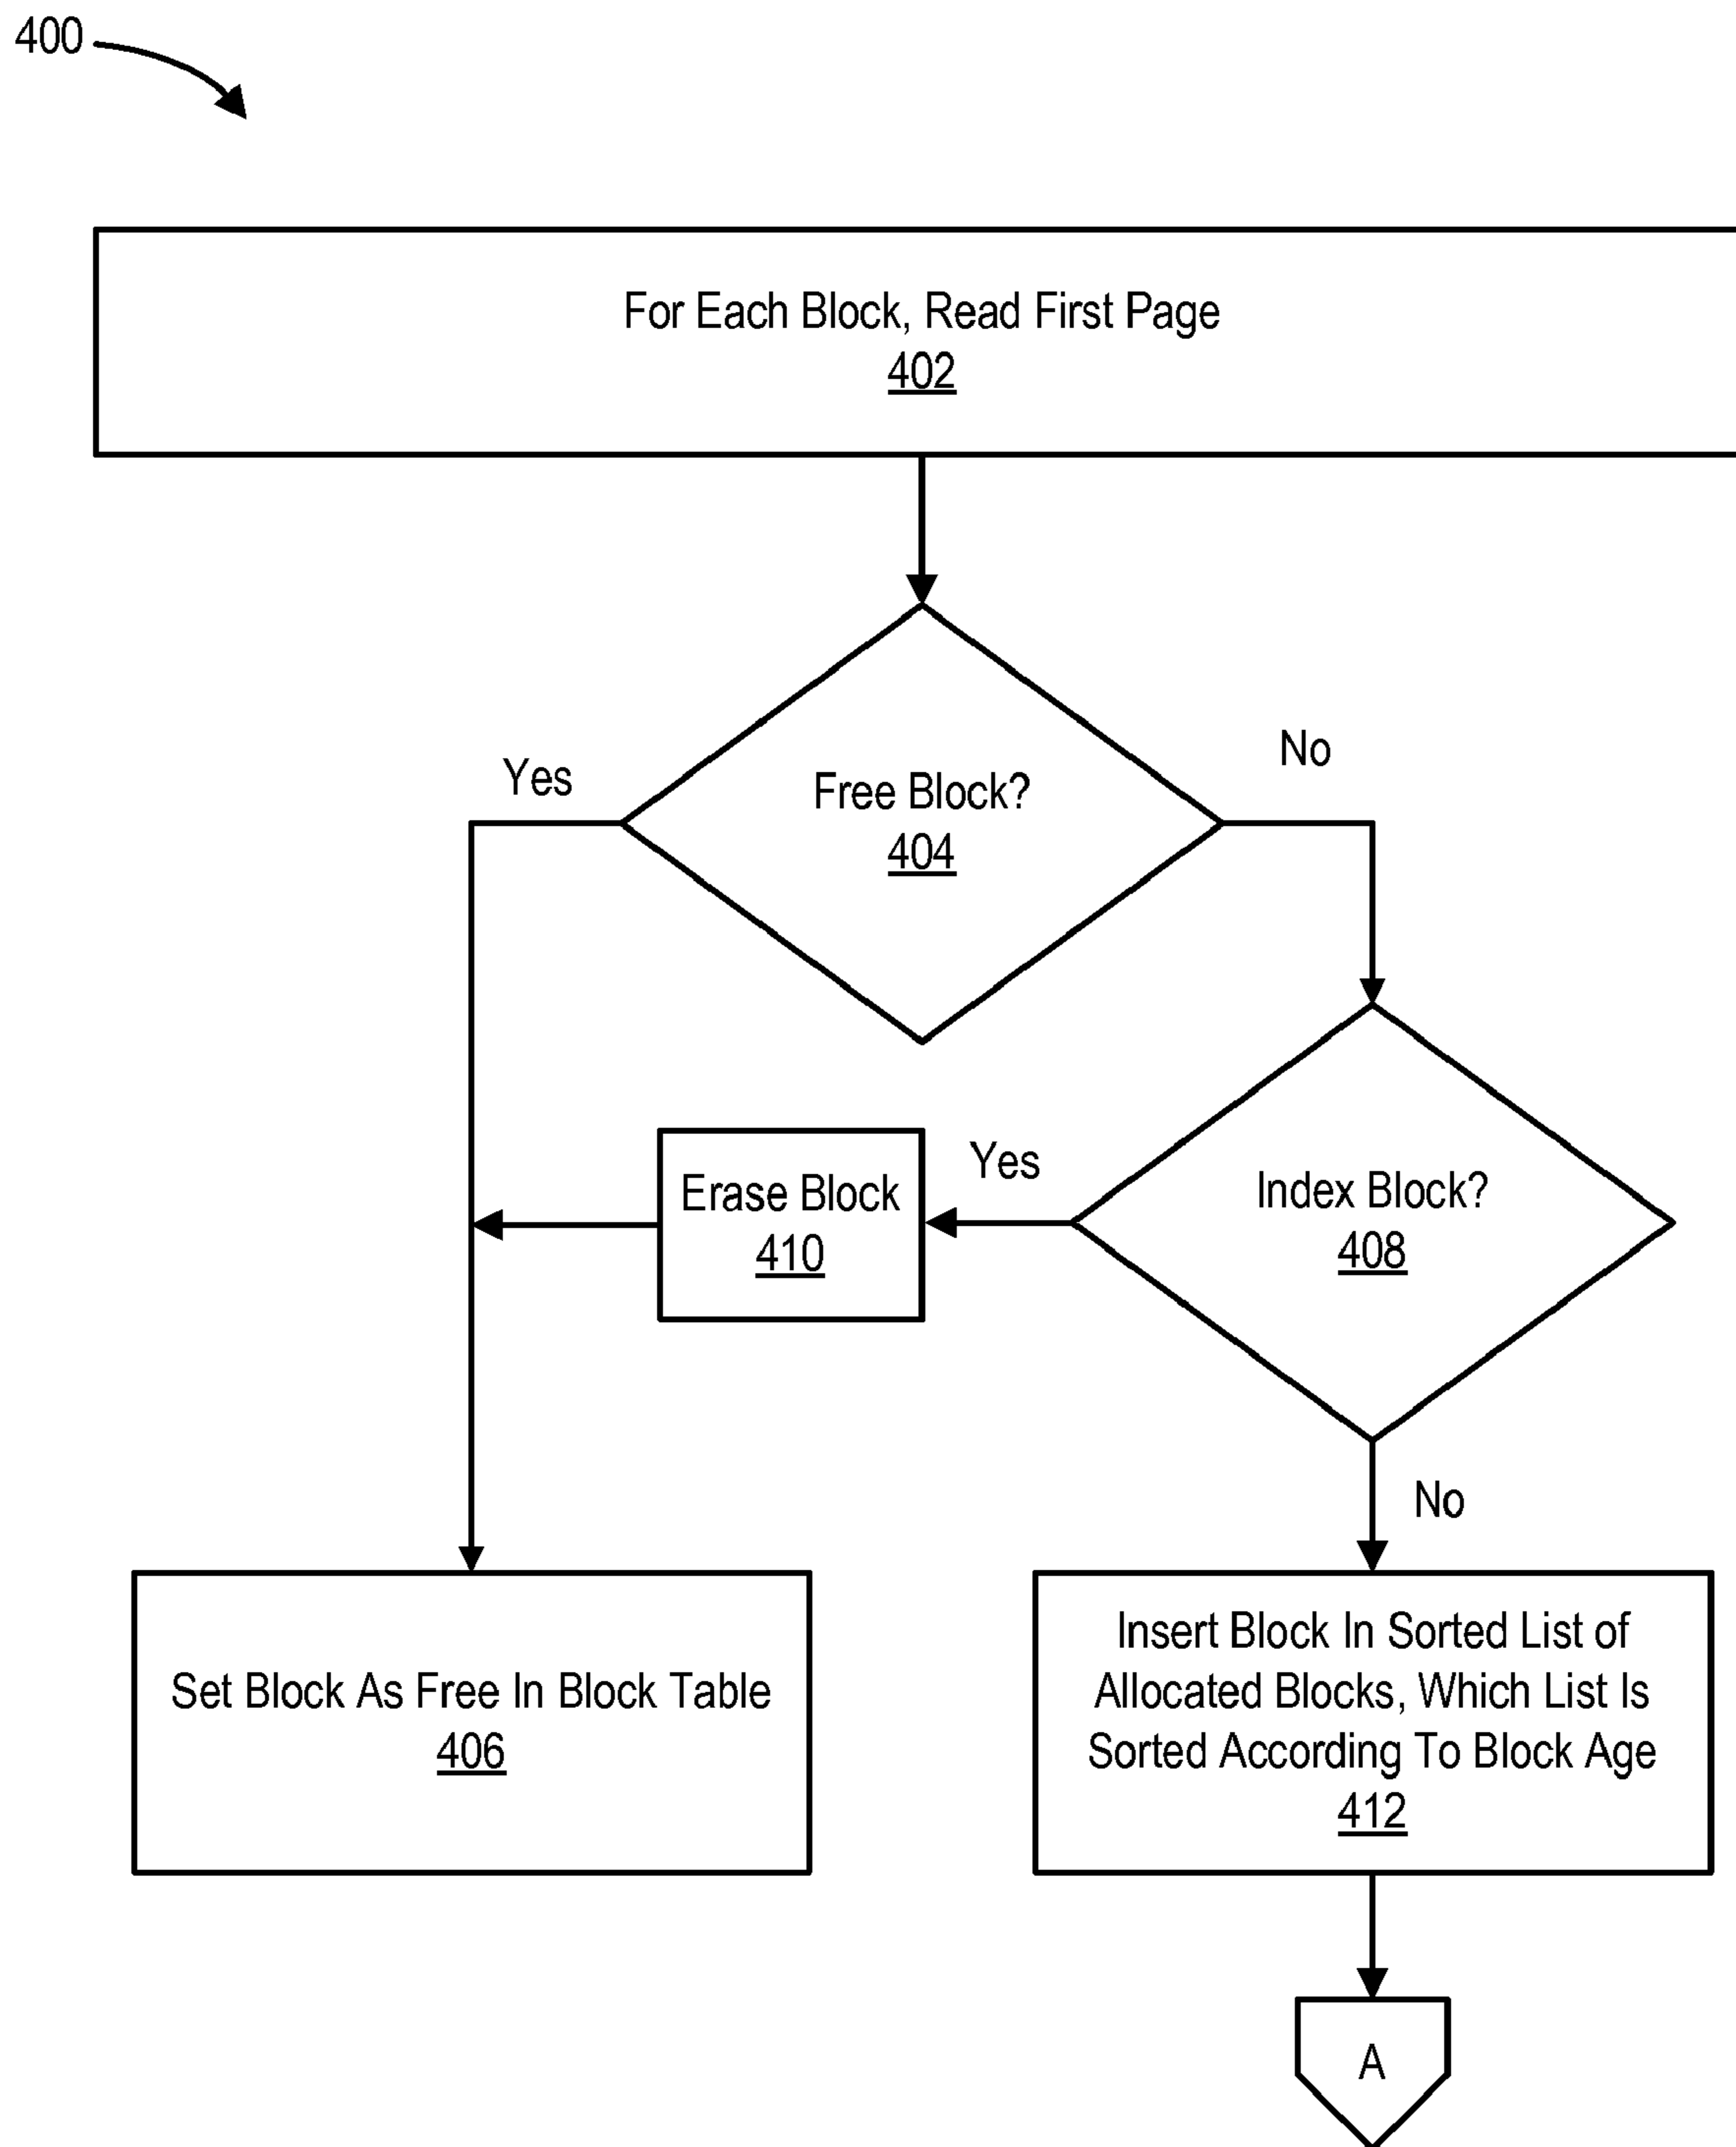 400
For Each Block, Read First Page
402
Yes
No
Free Block?
404
Yes
Erase Block
410
Index Block?
408
No
Set Block As Free In Block Table
406
Insert Block In Sorted List of
Allocated Blocks, Which List Is
Sorted According To Block Age
412
A